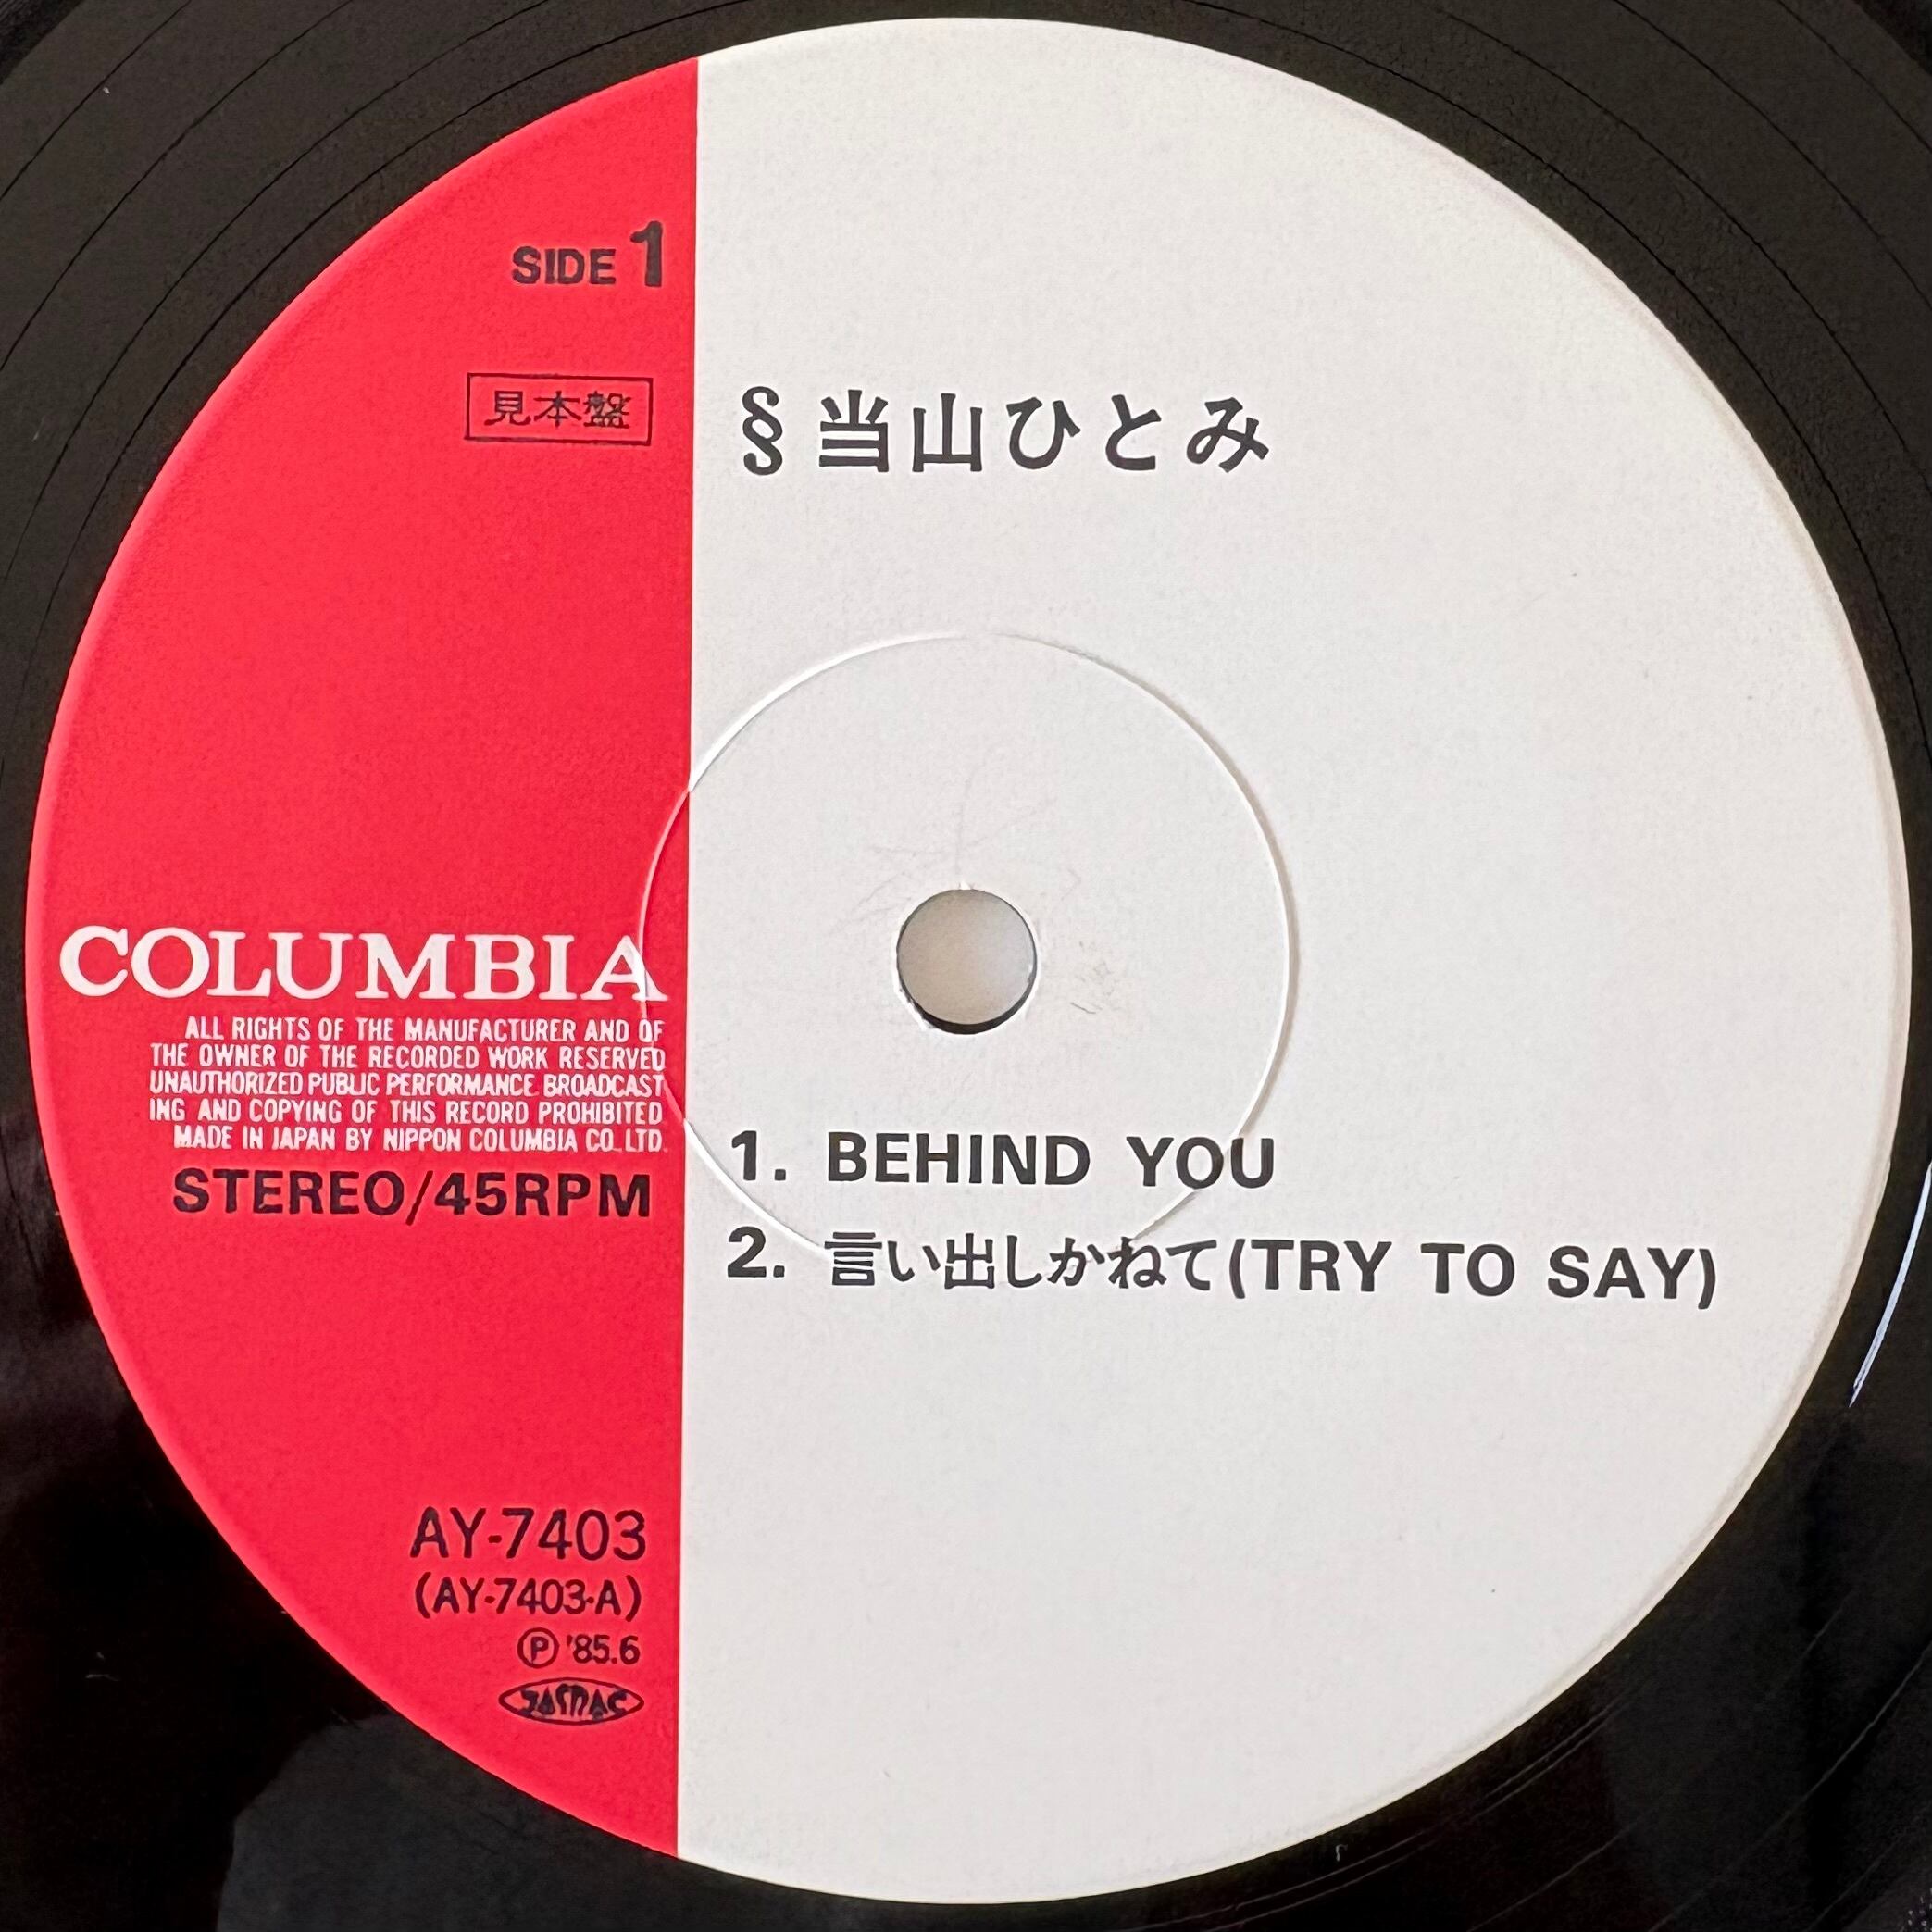 SIDE 1
見本盤
§当山ひとみ
COLUMBIA
ALL RIGHTS OF THE MANUFACTURER AND OF
THE OWNER OF THE RECORDED WORK RESERVED
UNAUTHORIZED PUBLIC PERFORMANCE BROADCAST
ING AND COPYING OF THIS RECORD PROHIBITED
MADE IN JAPAN BY NIPPON COLUMBIA CO., LTD.
STEREO/45RPM
1. BEHIND YOU
2. 言い出しかねて(TRY TO SAY)
AY-7403
(AY-7403-A)
Ⓟ '85.6
JASRAC